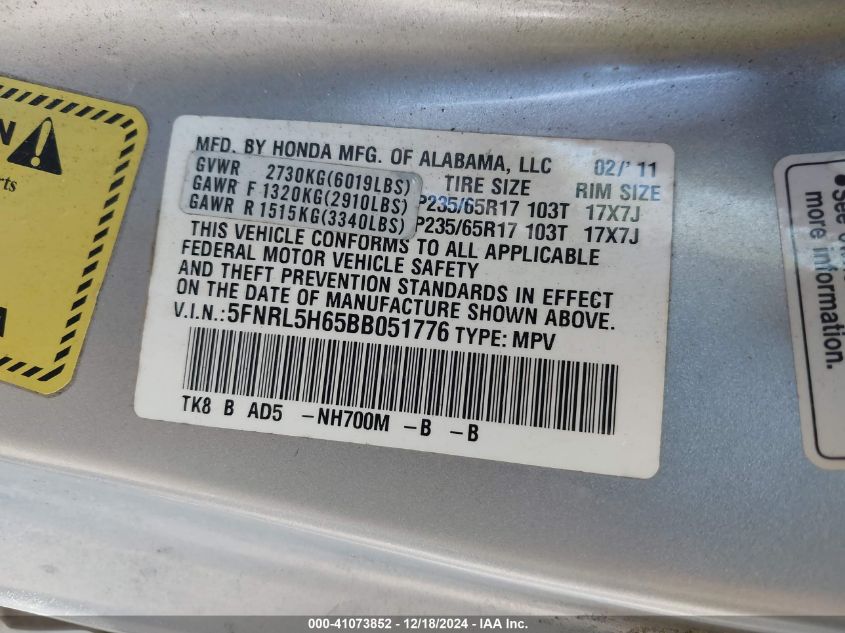 N
rts
MFD. BY HONDA MFG. OF ALABAMA, LLC 02/'11
GVWR 2730KG(6019LBS) TIRE SIZE RIM SIZE
GAWR F 1320KG(2910LBS) P235/65R17 103T 17X7J
GAWR R 1515KG(3340LBS) P235/65R17 103T 17X7J
THIS VEHICLE CONFORMS TO ALL APPLICABLE
FEDERAL MOTOR VEHICLE SAFETY
AND THEFT PREVENTION STANDARDS IN EFFECT
ON THE DATE OF MANUFACTURE SHOWN ABOVE.
V.I.N.:5FNRL5H65BB051776 TYPE: MPV
TK8 B AD5 -NH700M -B -B
more information.
000-41073852 - 12/18/2024 - IAA Inc.